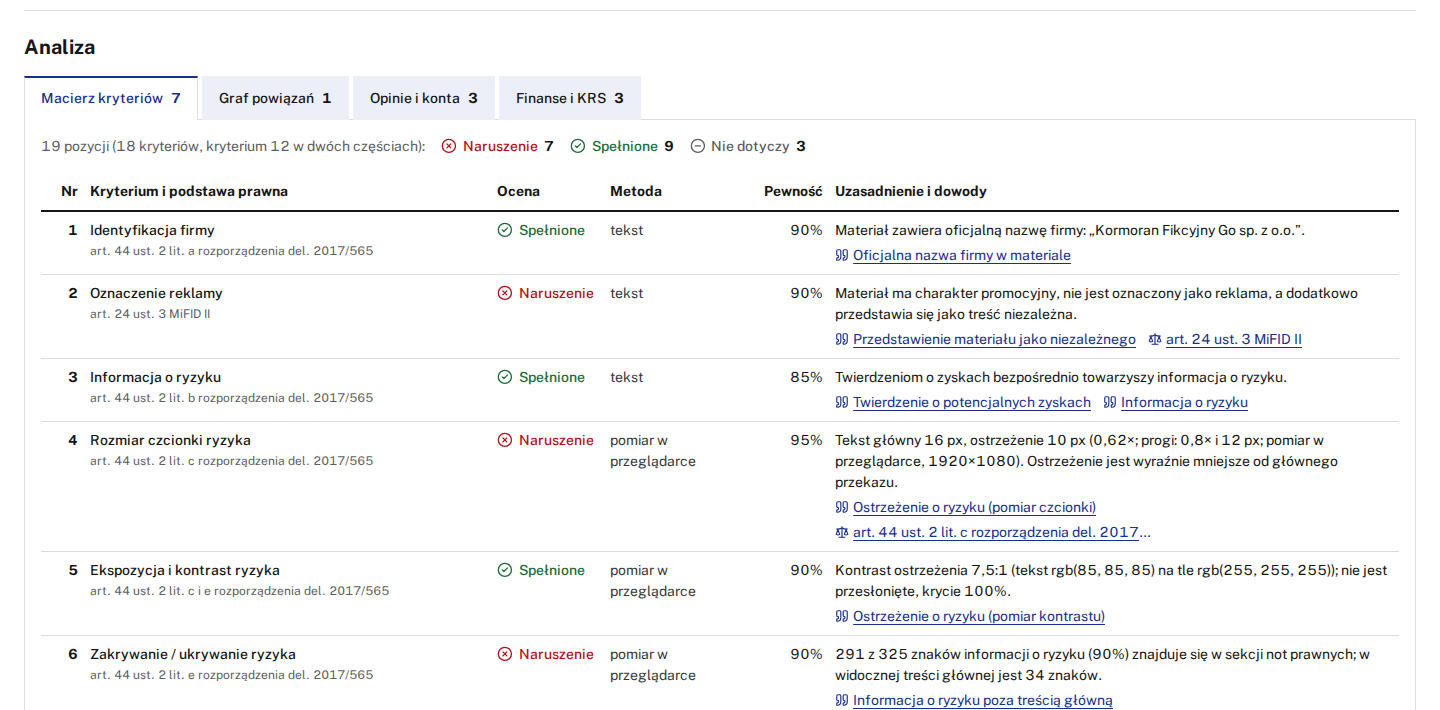 Analiza
Macierz kryteriów 7
Graf powiązań 1
Opinie i konta 3
Finanse i KRS 3
19 pozycji (18 kryteriów, kryterium 12 w dwóch częściach): Naruszenie 7 Spełnione 9 Nie dotyczy 3
Nr Kryterium i podstawa prawna Ocena Metoda Pewność Uzasadnienie i dowody
1 Identyfikacja firmy Spełnione tekst 90% Materiał zawiera oficjalną nazwę firmy: „Kormoran Fikcyjny Go sp. z o.o.”.
art. 44 ust. 2 lit. a rozporządzenia del. 2017/565
Oficjalna nazwa firmy w materiale
2 Oznaczenie reklamy Naruszenie tekst 90% Materiał ma charakter promocyjny, nie jest oznaczony jako reklama, a dodatkowo
art. 24 ust. 3 MiFID II
przedstawia się jako treść niezależna.
Przedstawienie materiału jako niezależnego art. 24 ust. 3 MiFID II
3 Informacja o ryzyku Spełnione tekst 85% Twierdzeniom o zyskach bezpośrednio towarzyszy informacja o ryzyku.
art. 44 ust. 2 lit. b rozporządzenia del. 2017/565
Twierdzenie o potencjalnych zyskach Informacja o ryzyku
4 Rozmiar czcionki ryzyka Naruszenie pomiar w 95% Tekst główny 16 px, ostrzeżenie 10 px (0,62×; progi: 0,8× i 12 px; pomiar w
art. 44 ust. 2 lit. c rozporządzenia del. 2017/565 przeglądarce przeglądarce, 1920×1080). Ostrzeżenie jest wyraźnie mniejsze od głównego
przekazu.
Ostrzeżenie o ryzyku (pomiar czcionki)
art. 44 ust. 2 lit. c rozporządzenia del. 2017...
5 Ekspozycja i kontrast ryzyka Spełnione pomiar w 90% Kontrast ostrzeżenia 7,5:1 (tekst rgb(85, 85, 85) na tle rgb(255, 255, 255)); nie jest
art. 44 ust. 2 lit. c i e rozporządzenia del. 2017/565 przeglądarce przesłonięte, krycie 100%.
Ostrzeżenie o ryzyku (pomiar kontrastu)
6 Zakrywanie / ukrywanie ryzyka Naruszenie pomiar w 90% 291 z 325 znaków informacji o ryzyku (90%) znajduje się w sekcji not prawnych; w
art. 44 ust. 2 lit. e rozporządzenia del. 2017/565 przeglądarce widocznej treści głównej jest 34 znaków.
Informacja o ryzyku poza treścią główną